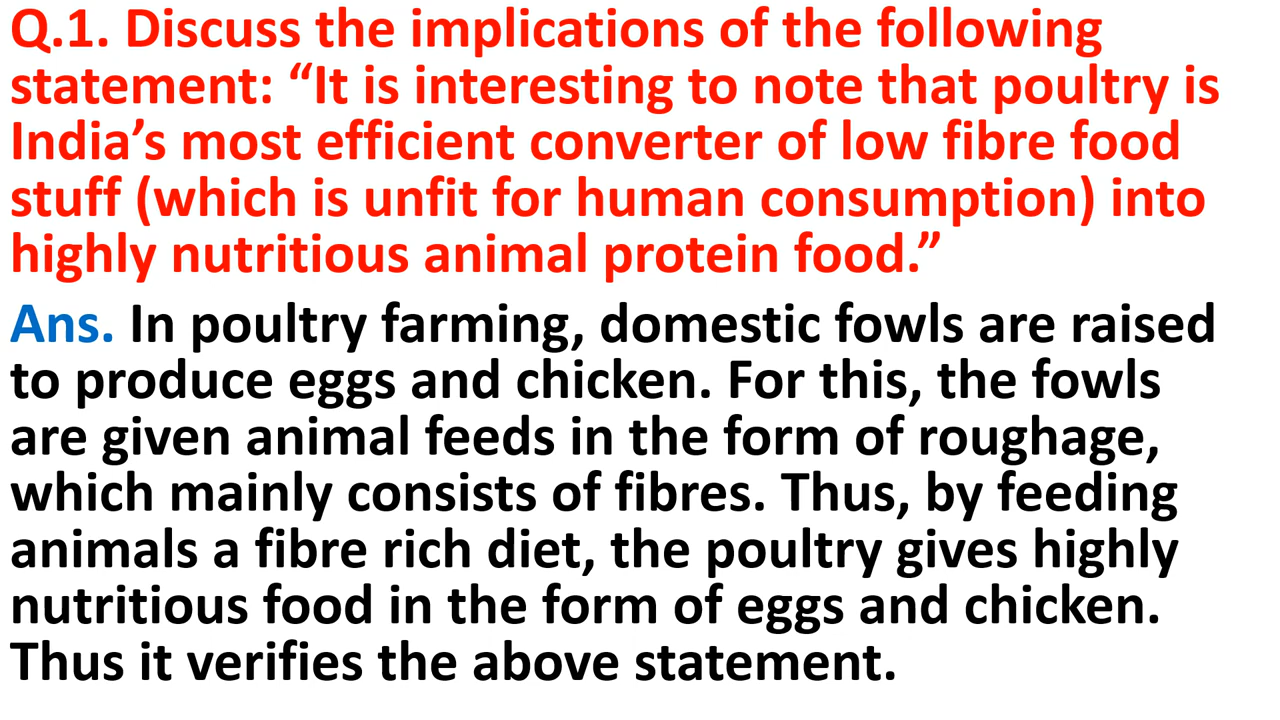 Q.1. Discuss the implications of the following
statement: “It is interesting to note that poultry is
India’s most efficient converter of low fibre food
stuff (which is unfit for human consumption) into
highly nutritious animal protein food.”
Ans. In poultry farming, domestic fowls are raised
to produce eggs and chicken. For this, the fowls
are given animal feeds in the form of roughage,
which mainly consists of fibres. Thus, by feeding
animals a fibre rich diet, the poultry gives highly
nutritious food in the form of eggs and chicken.
Thus it verifies the above statement.